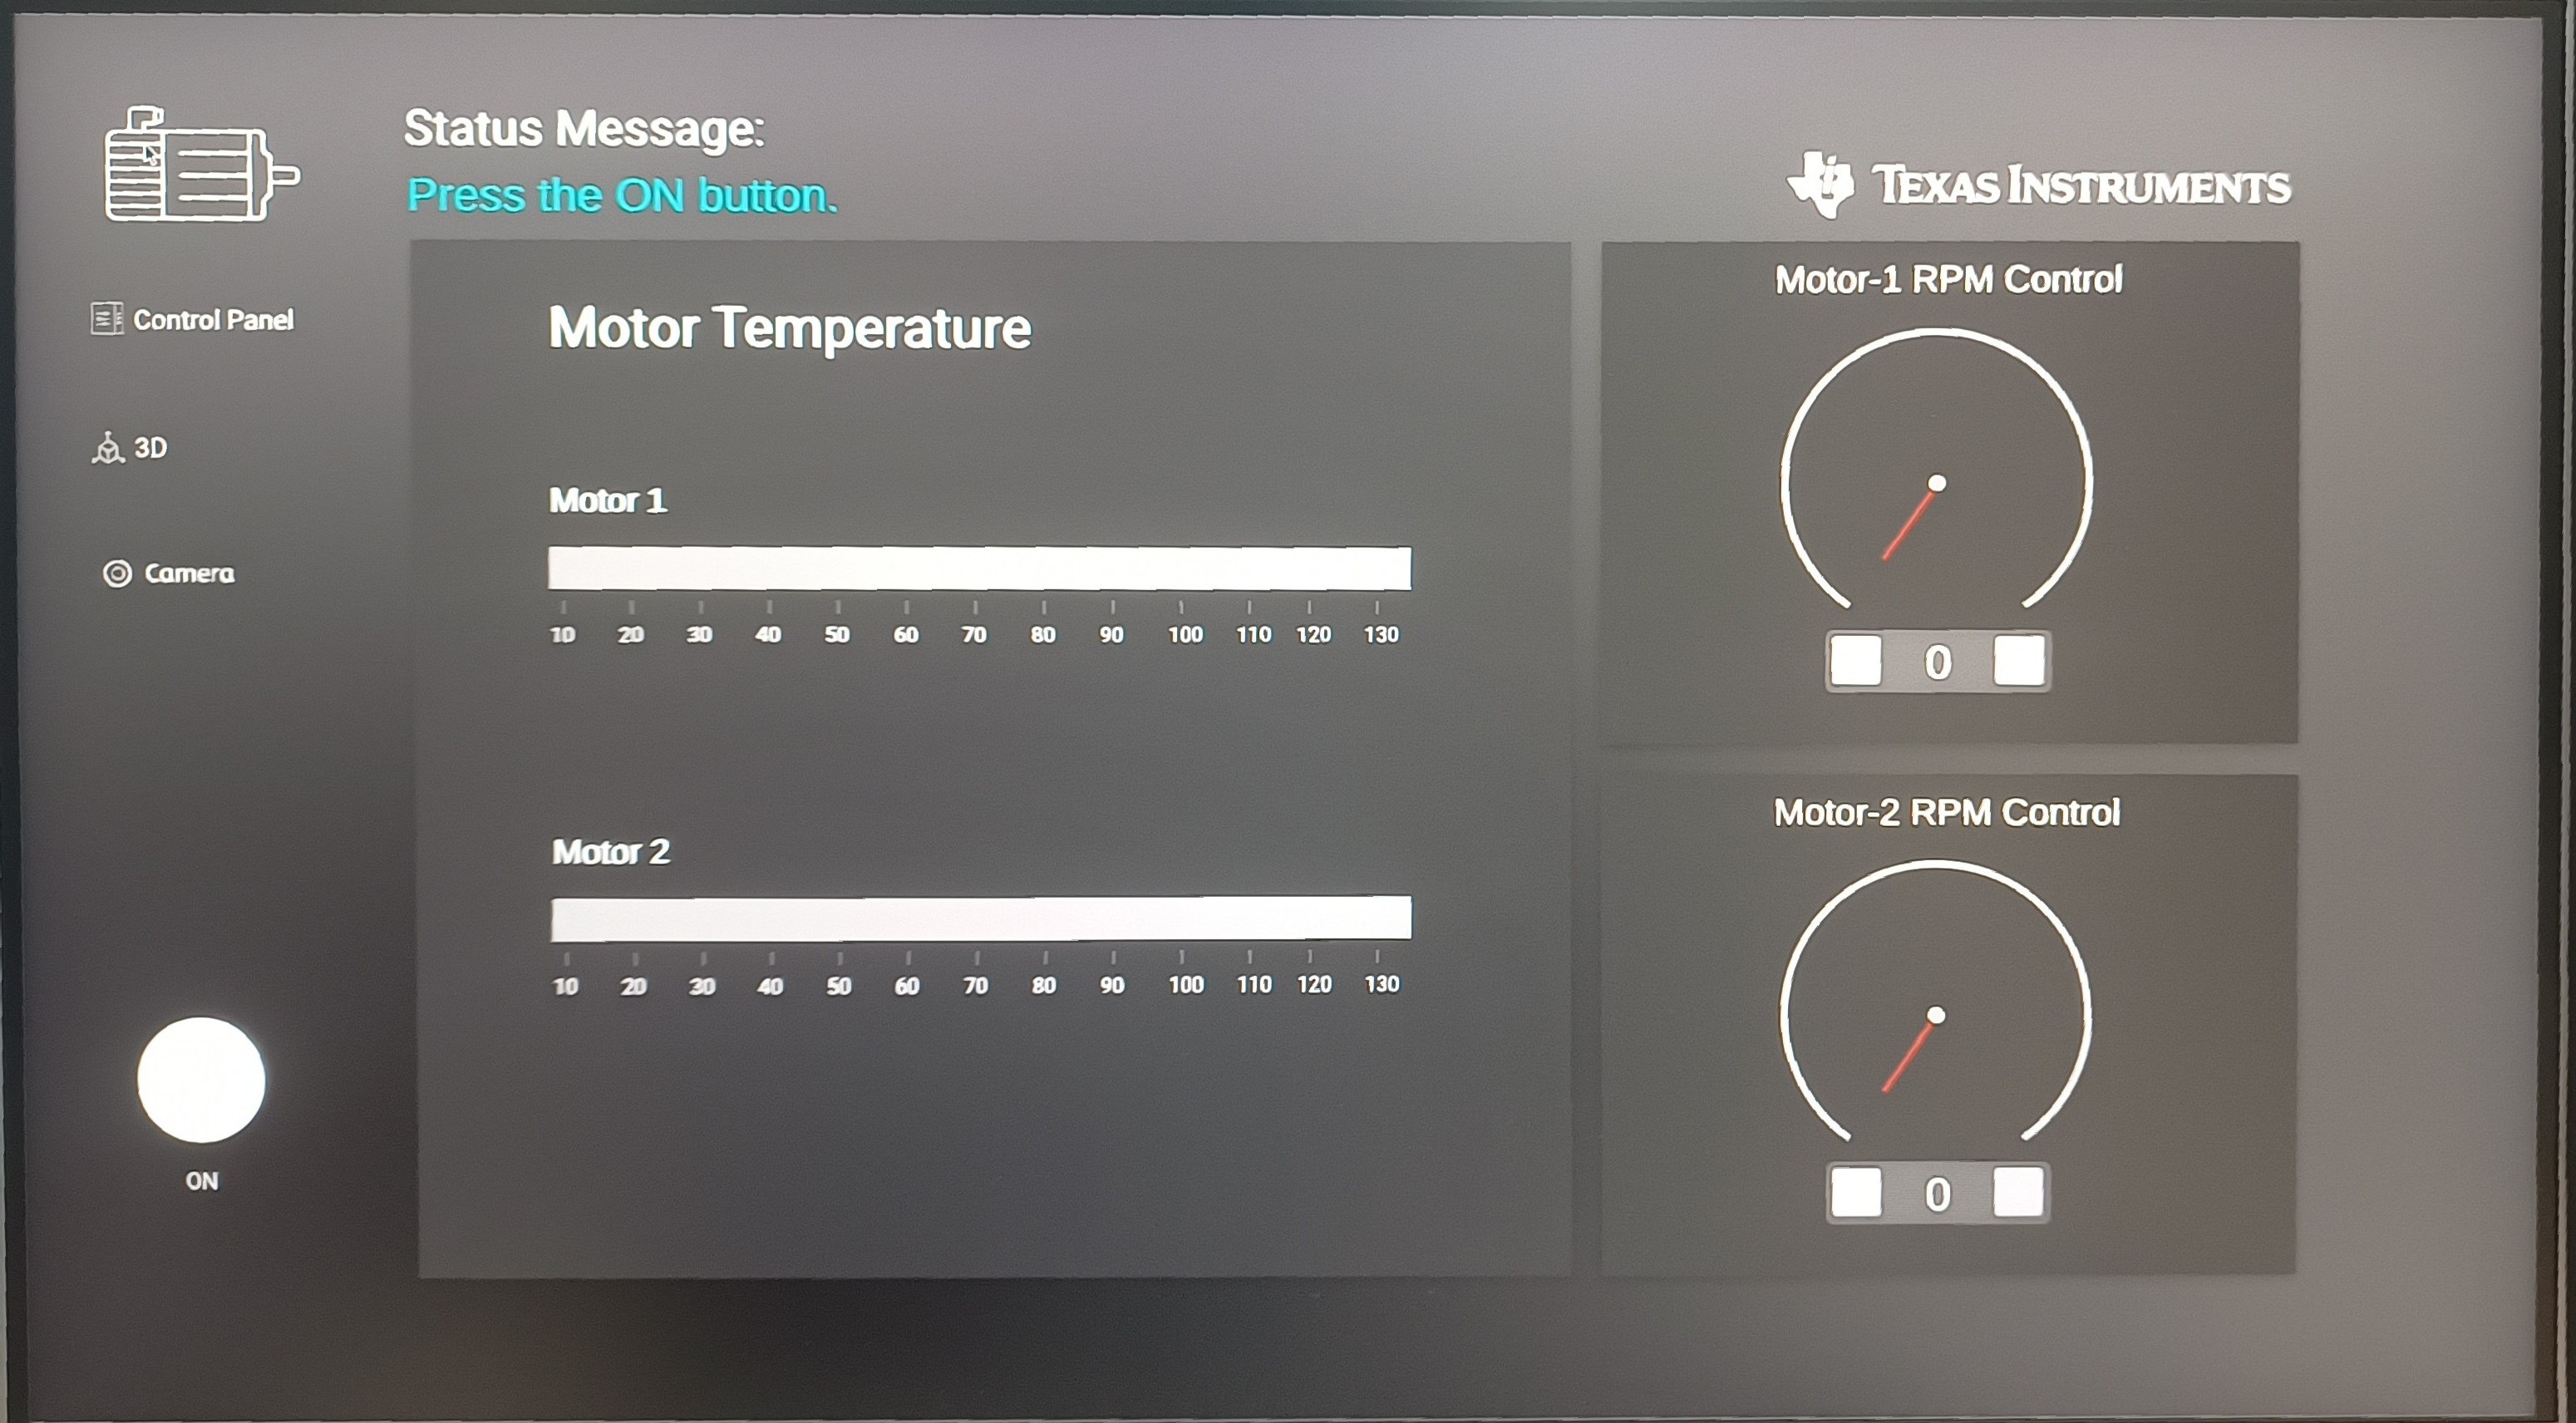 Status Message:
Press the ON button.
TEXAS INSTRUMENTS
Control Panel
3D
Camera
ON
Motor Temperature
Motor 1
10 20 30 40 50 60 70 80 90 100 110 120 130
Motor 2
10 20 30 40 50 60 70 80 90 100 110 120 130
Motor-1 RPM Control
0
Motor-2 RPM Control
0